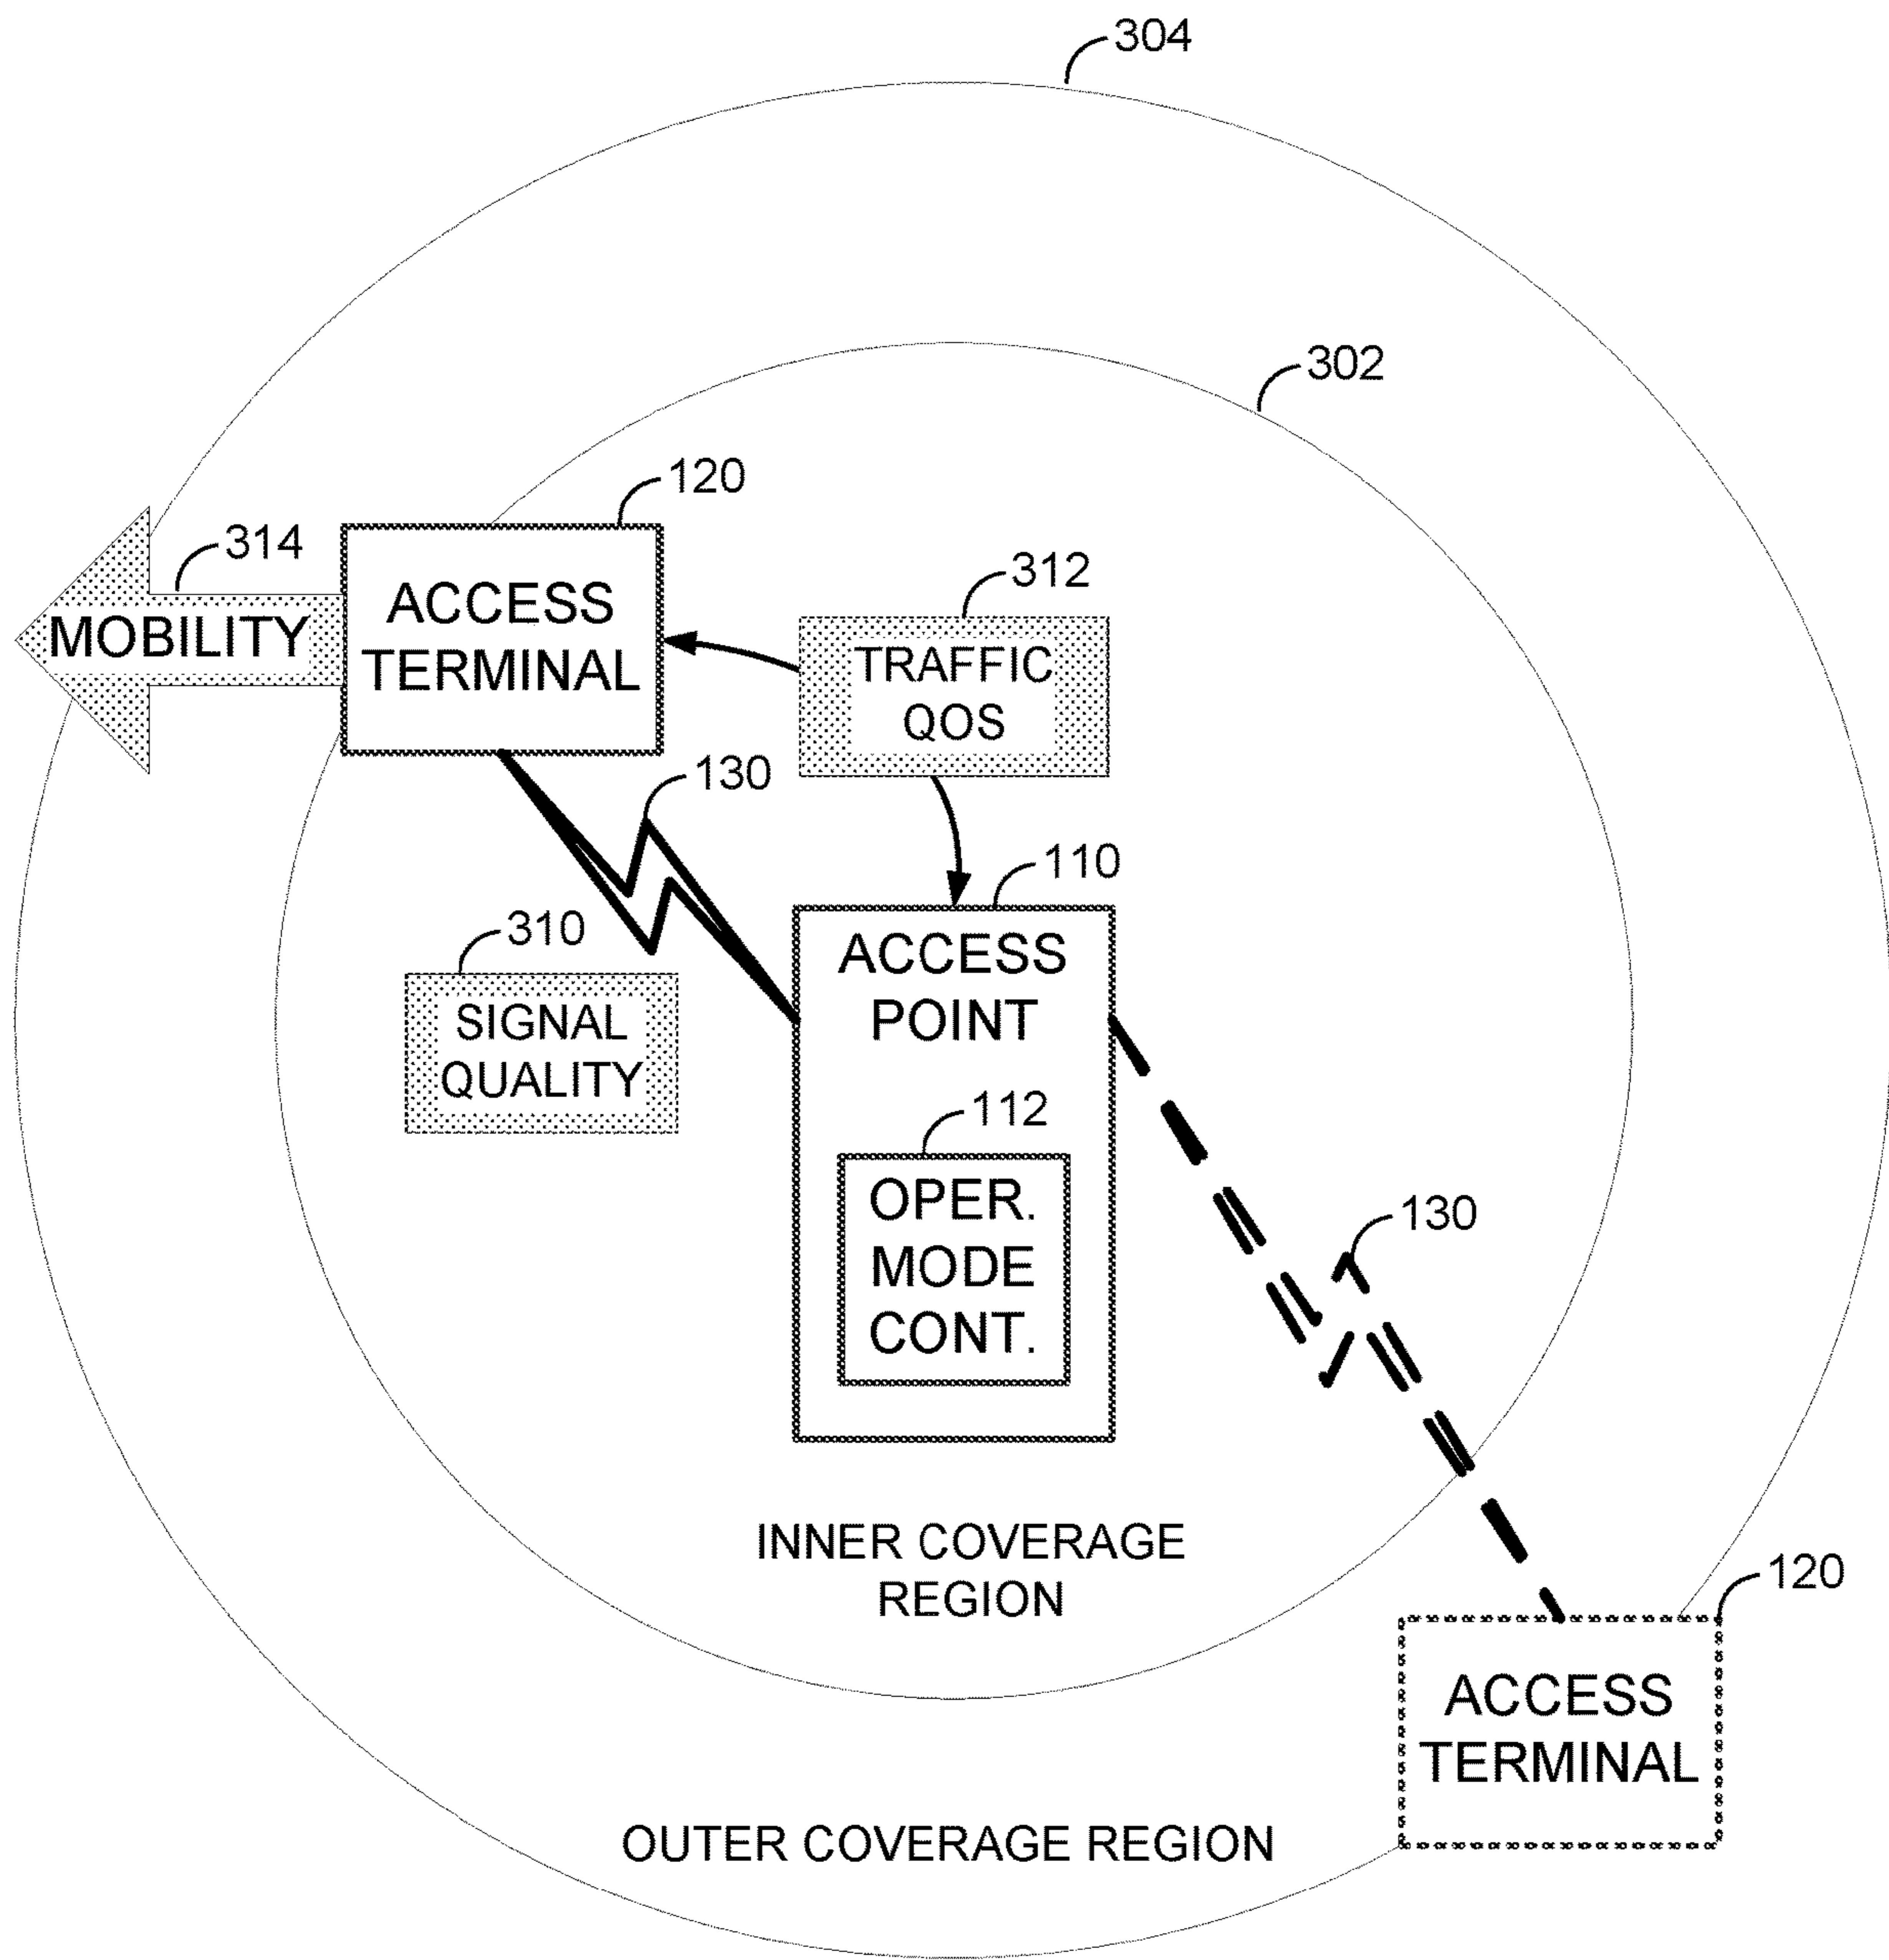 304
302
120
314
312
ACCESS
TERMINAL
MOBILITY
TRAFFIC
QOS
130
110
310
ACCESS
POINT
SIGNAL
QUALITY
112
OPER.
MODE
CONT.
130
INNER COVERAGE
REGION
120
ACCESS
TERMINAL
OUTER COVERAGE REGION